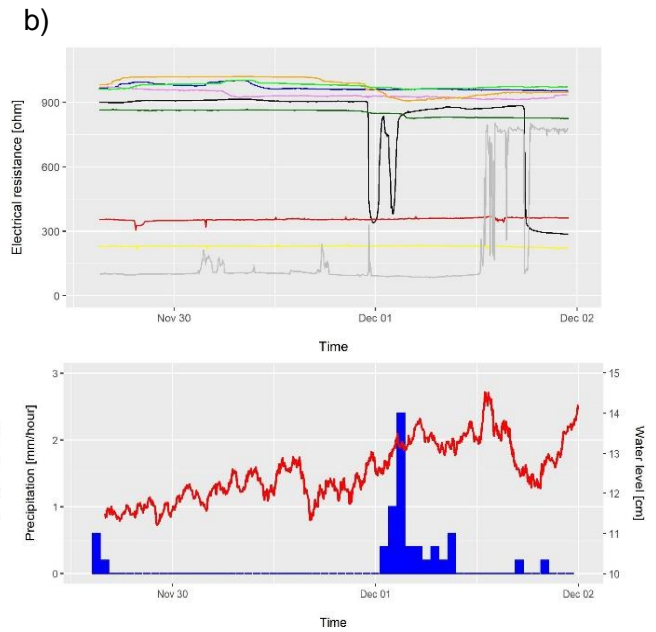 b)
Electrical resistance [ohm]
900
600
300
0
Nov 30
Dec 01
Dec 02
Time
Precipitation [mm/hour]
3
2
1
0
15
14
13
12
11
10
Water level [cm]
Nov 30
Dec 01
Dec 02
Time